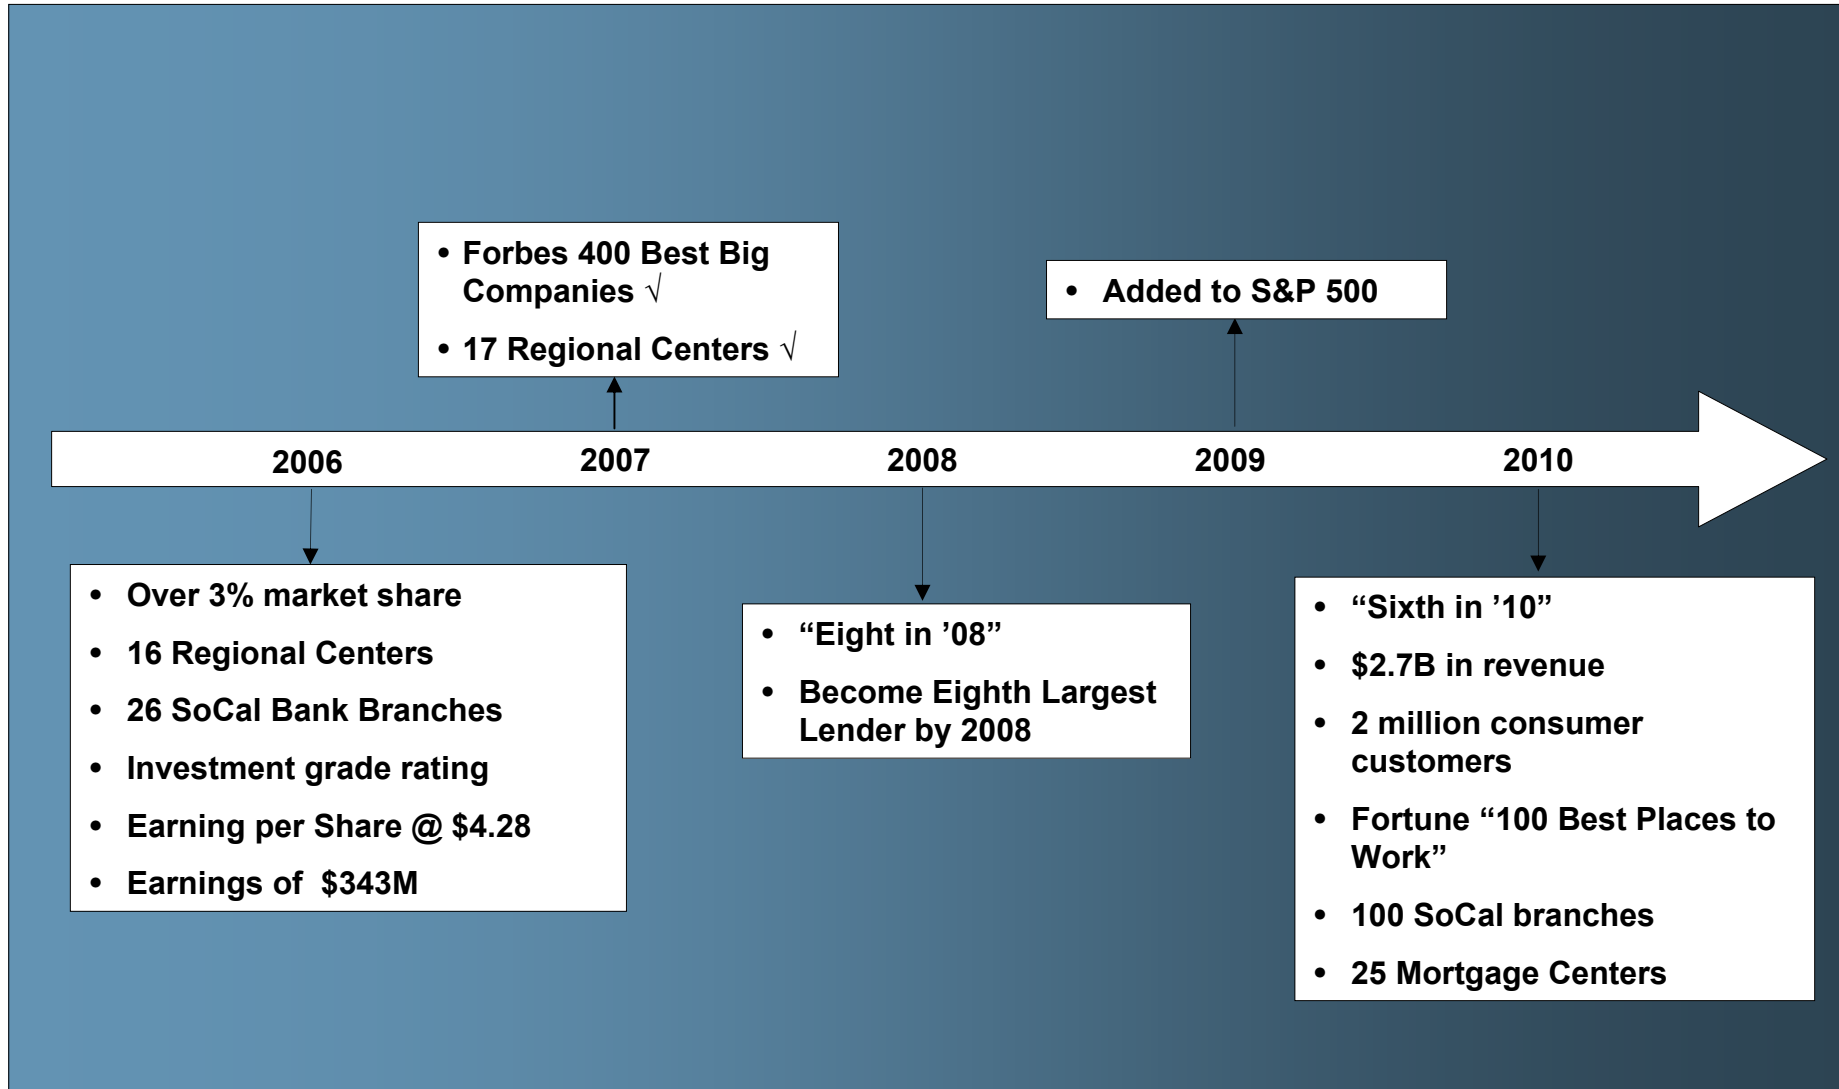 • Forbes 400 Best Big
Companies √
• 17 Regional Centers √
• Added to S&P 500
2006 2007 2008 2009 2010
• Over 3% market share
• 16 Regional Centers
• 26 SoCal Bank Branches
• Investment grade rating
• Earning per Share @ $4.28
• Earnings of $343M
• “Eight in ’08”
• Become Eighth Largest
Lender by 2008
• “Sixth in ’10”
• $2.7B in revenue
• 2 million consumer
customers
• Fortune “100 Best Places to
Work”
• 100 SoCal branches
• 25 Mortgage Centers